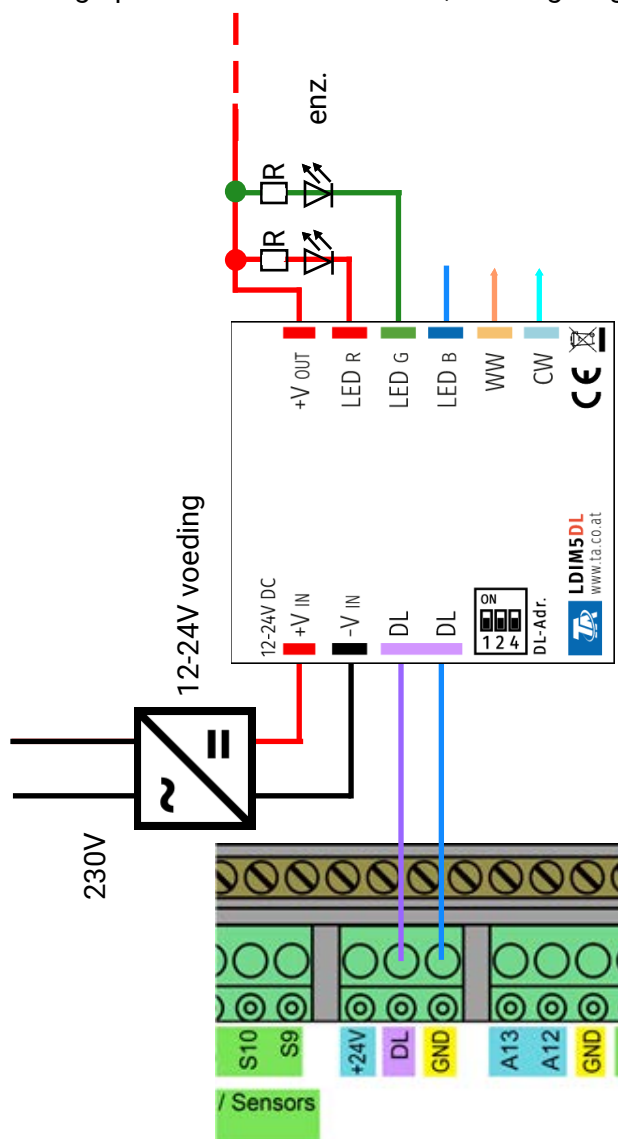 enz.
R
R
+V OUT
LED R
LED G
LED B
WW
CW
CE
12-24V voeding
12-24V DC
+V IN
-V IN
DL
DL
ON
1 2 4
DL-Adr.
TA
LDIM5DL
www.ta.co.at
230V
S10
S9
+24V
DL
GND
A13
A12
GND
/ Sensors